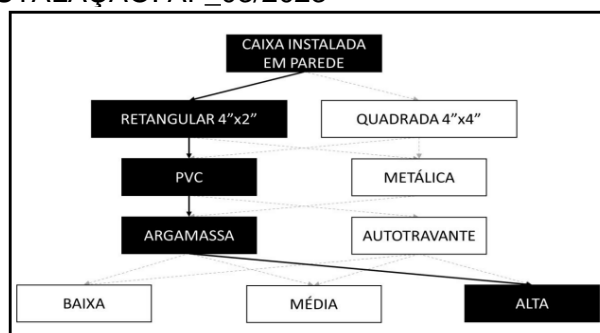 CAIXA INSTALADA
EM PAREDE
RETANGULAR 4”x2”
QUADRADA 4”x4”
PVC
METÁLICA
ARGAMASSA
AUTOTRAVANTE
BAIXA
MÉDIA
ALTA